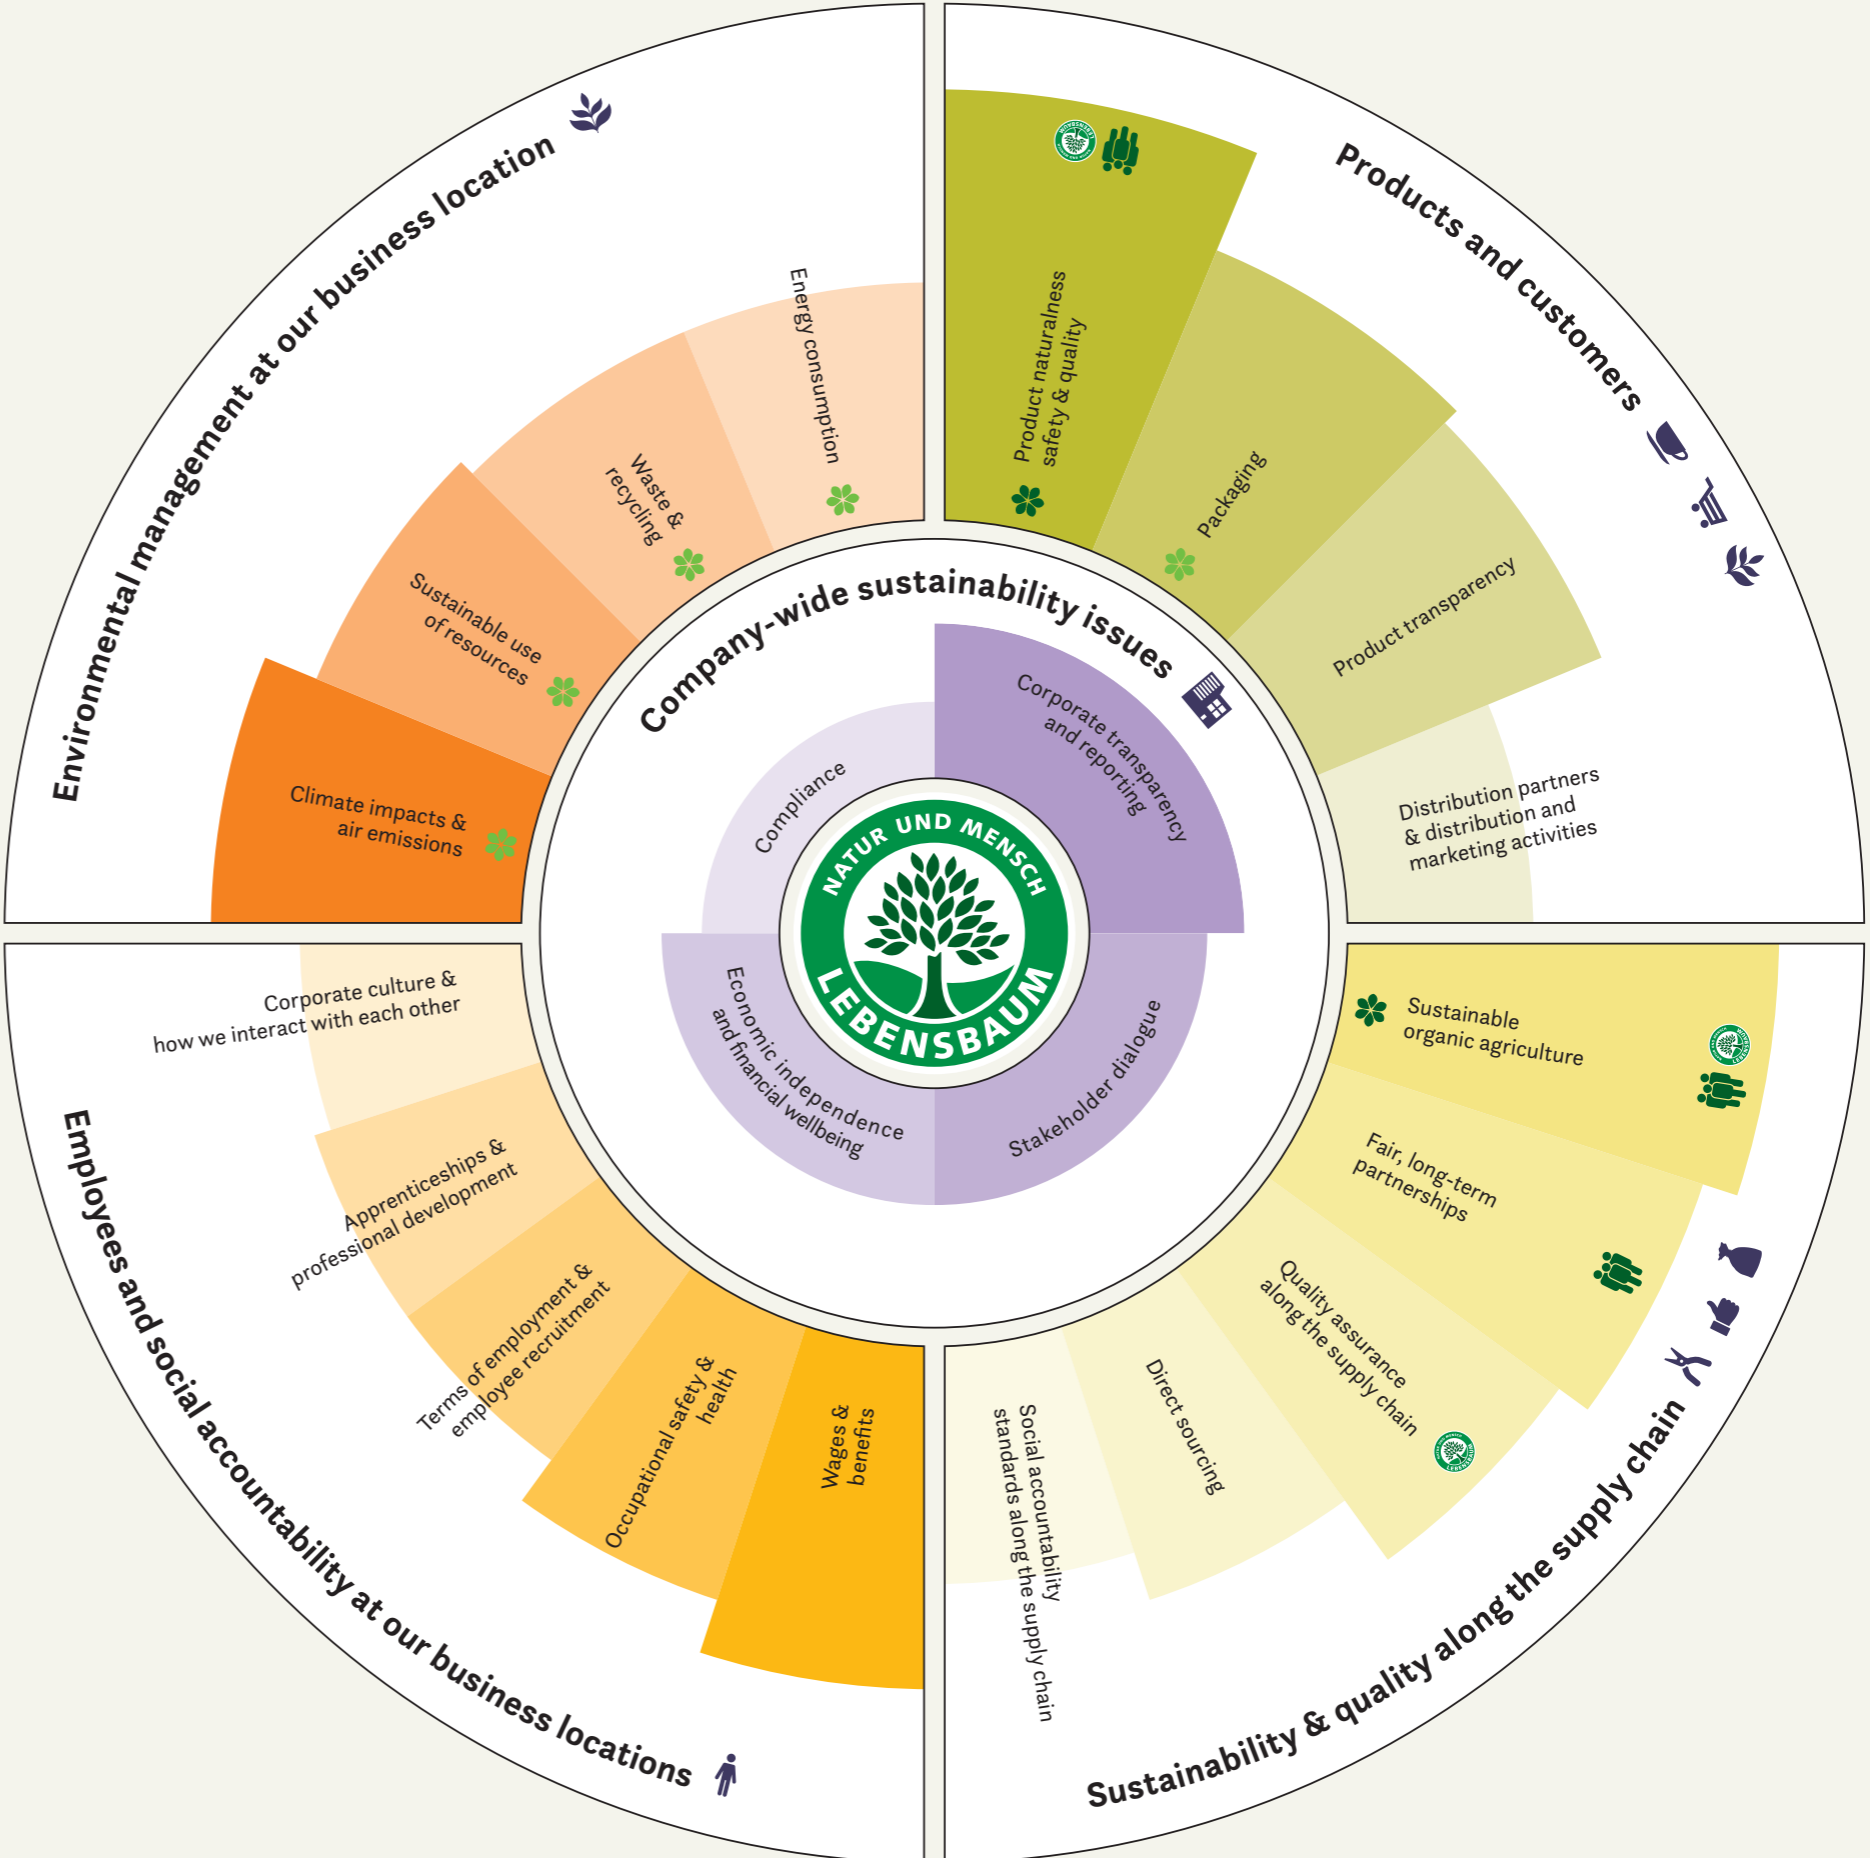 Environmental management at our business location
Energy consumption
Waste &
recycling
Sustainable use
of resources
Climate impacts &
air emissions
Products and customers
Product naturalness
safety & quality
Packaging
Product transparency
Distribution partners
& distribution and
marketing activities
Company-wide sustainability issues
Corporate transparency
and reporting
Compliance
Economic independence
and financial wellbeing
Stakeholder dialogue
NATUR UND MENSCH
LEBENSBAUM
Employees and social accountability at our business locations
Corporate culture &
how we interact with each other
Apprenticeships &
professional development
Terms of employment &
employee recruitment
Occupational safety &
health
Wages &
benefits
Sustainability & quality along the supply chain
Sustainable
organic agriculture
Fair, long-term
partnerships
Quality assurance
along the supply chain
Direct sourcing
Social accountability
standards along the supply chain